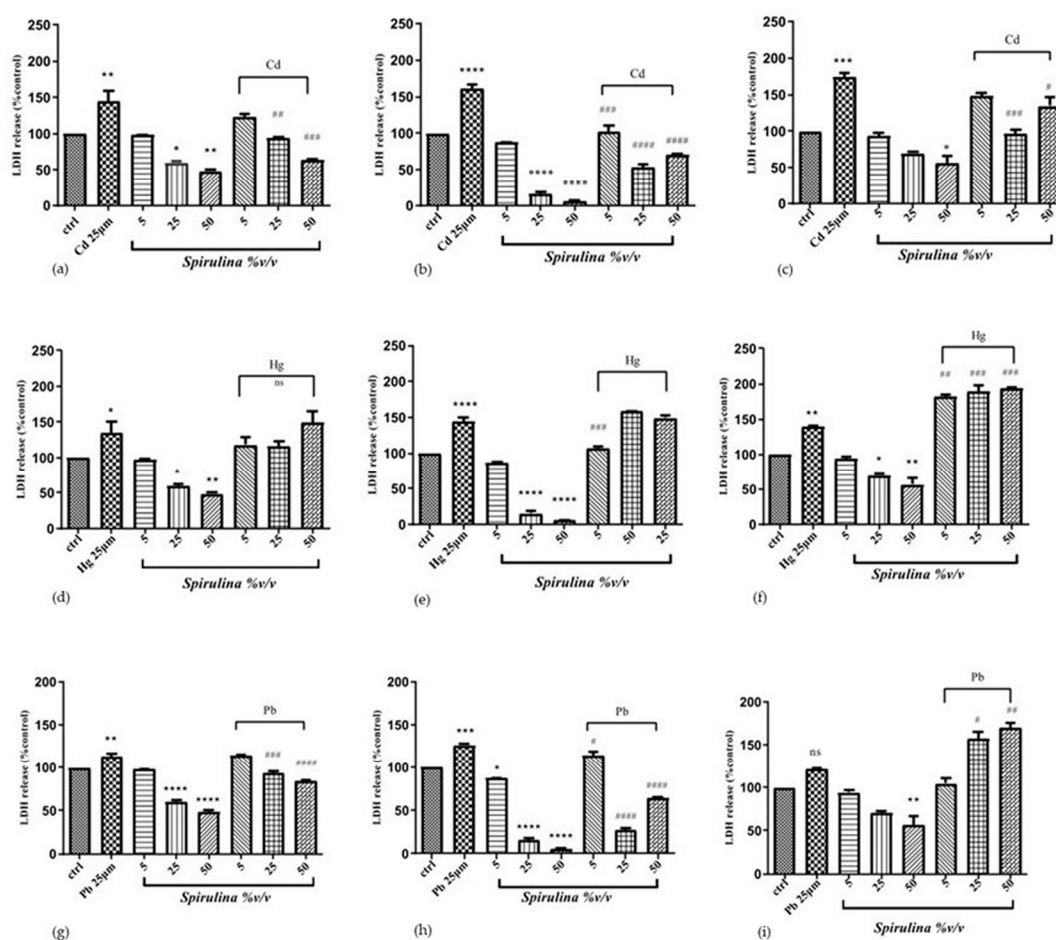 250
200
150
100
50
0
LDH release (%control)
**
*
**
##
###
Cd
ctrl
Cd 25µm
5
25
50
5
25
50
Spirulina %v/v
(a)
250
200
150
100
50
0
LDH release (%control)
****
****
****
###
####
####
Cd
ctrl
Cd 25µm
5
25
50
5
25
50
Spirulina %v/v
(b)
250
200
150
100
50
0
LDH release (%control)
***
*
###
#
Cd
ctrl
Cd 25µm
5
25
50
5
25
50
Spirulina %v/v
(c)
250
200
150
100
50
0
LDH release (%control)
*
*
**
Hg
ns
ctrl
Hg 25µm
5
25
50
5
25
50
Spirulina %v/v
(d)
250
200
150
100
50
0
LDH release (%control)
****
****
****
###
Hg
ctrl
Hg 25µm
5
25
50
5
50
25
Spirulina %v/v
(e)
250
200
150
100
50
0
LDH release (%control)
**
*
**
##
###
###
Hg
ctrl
Hg 25µm
5
25
50
5
25
50
Spirulina %v/v
(f)
200
150
100
50
0
LDH release (%control)
**
****
****
###
####
Pb
ctrl
Pb 25µm
5
25
50
5
25
50
Spirulina %v/v
(g)
200
150
100
50
0
LDH release (%control)
***
*
****
****
#
####
####
Pb
ctrl
Pb 25µm
5
25
50
5
25
50
Spirulina %v/v
(h)
200
150
100
50
0
LDH release (%control)
ns
**
#
##
Pb
ctrl
Pb 25µm
5
25
50
5
25
50
Spirulina %v/v
(i)